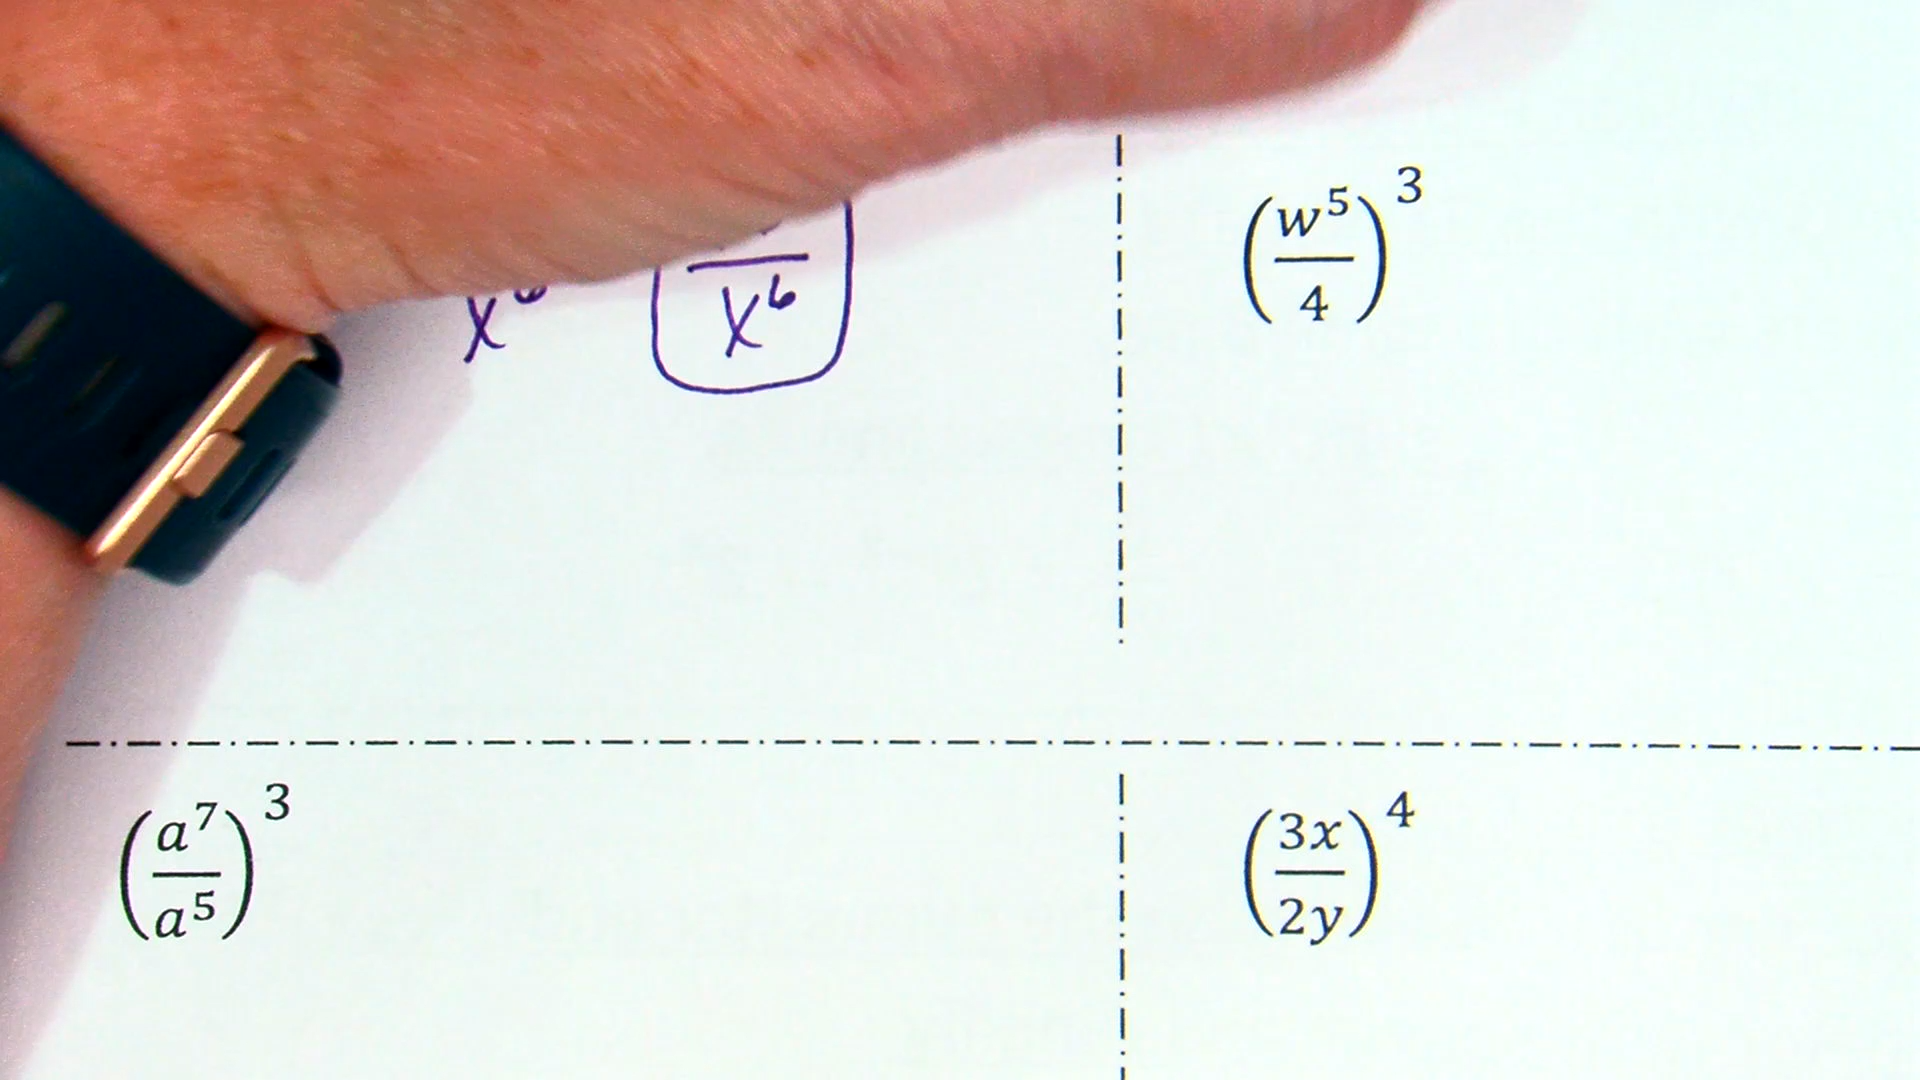 x⁶ / x⁶
(w⁵/4)³
(a⁷/a⁵)³
(3x/2y)⁴